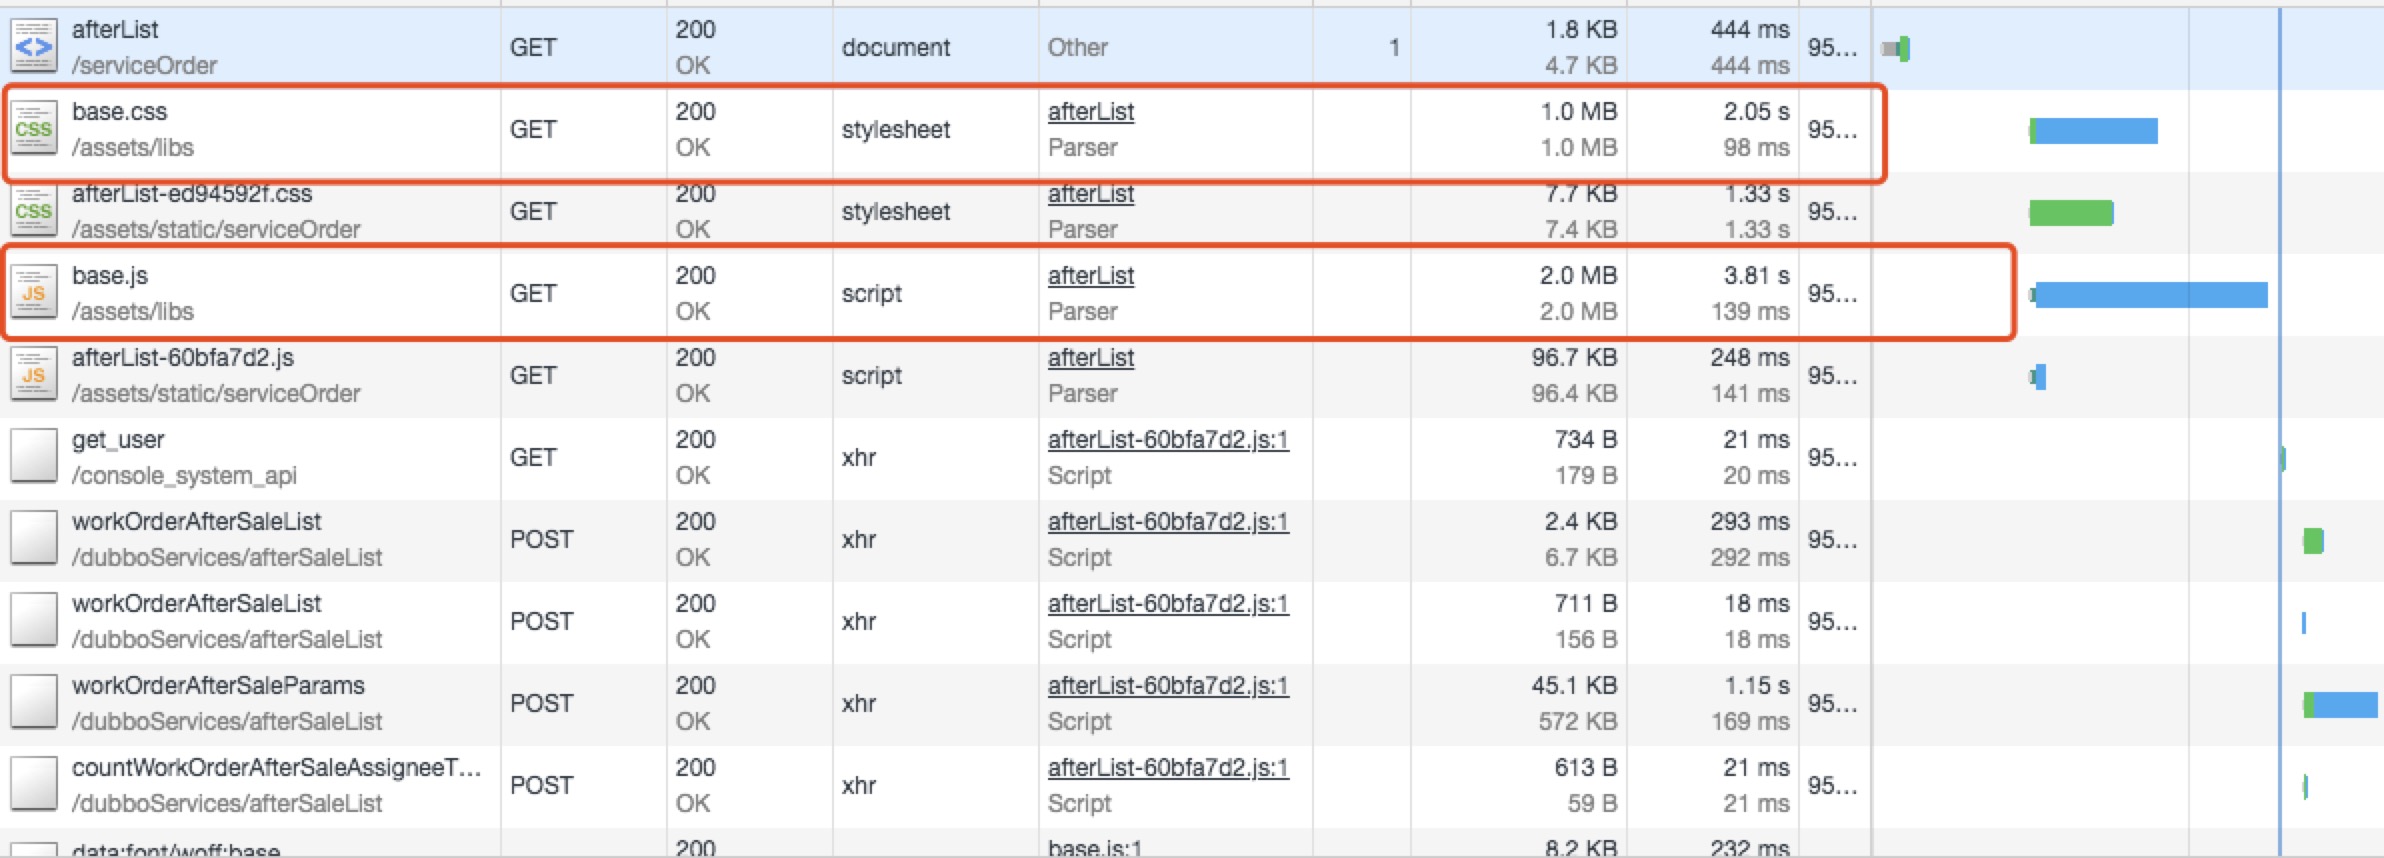 afterList
/serviceOrder
GET
200
OK
document
Other
1
1.8 KB
4.7 KB
444 ms
444 ms
95...
CSS
base.css
/assets/libs
GET
200
OK
stylesheet
afterList
Parser
1.0 MB
1.0 MB
2.05 s
98 ms
95...
CSS
afterList-ed94592f.css
/assets/static/serviceOrder
GET
200
OK
stylesheet
afterList
Parser
7.7 KB
7.4 KB
1.33 s
1.33 s
95...
JS
base.js
/assets/libs
GET
200
OK
script
afterList
Parser
2.0 MB
2.0 MB
3.81 s
139 ms
95...
JS
afterList-60bfa7d2.js
/assets/static/serviceOrder
GET
200
OK
script
afterList
Parser
96.7 KB
96.4 KB
248 ms
141 ms
95...
get_user
/console_system_api
GET
200
OK
xhr
afterList-60bfa7d2.js:1
Script
734 B
179 B
21 ms
20 ms
95...
workOrderAfterSaleList
/dubboServices/afterSaleList
POST
200
OK
xhr
afterList-60bfa7d2.js:1
Script
2.4 KB
6.7 KB
293 ms
292 ms
95...
workOrderAfterSaleList
/dubboServices/afterSaleList
POST
200
OK
xhr
afterList-60bfa7d2.js:1
Script
711 B
156 B
18 ms
18 ms
95...
workOrderAfterSaleParams
/dubboServices/afterSaleList
POST
200
OK
xhr
afterList-60bfa7d2.js:1
Script
45.1 KB
572 KB
1.15 s
169 ms
95...
countWorkOrderAfterSaleAssigneeT...
/dubboServices/afterSaleList
POST
200
OK
xhr
afterList-60bfa7d2.js:1
Script
613 B
59 B
21 ms
21 ms
95...
data:font/woff;base
200
base.js:1
8.2 KB
232 ms